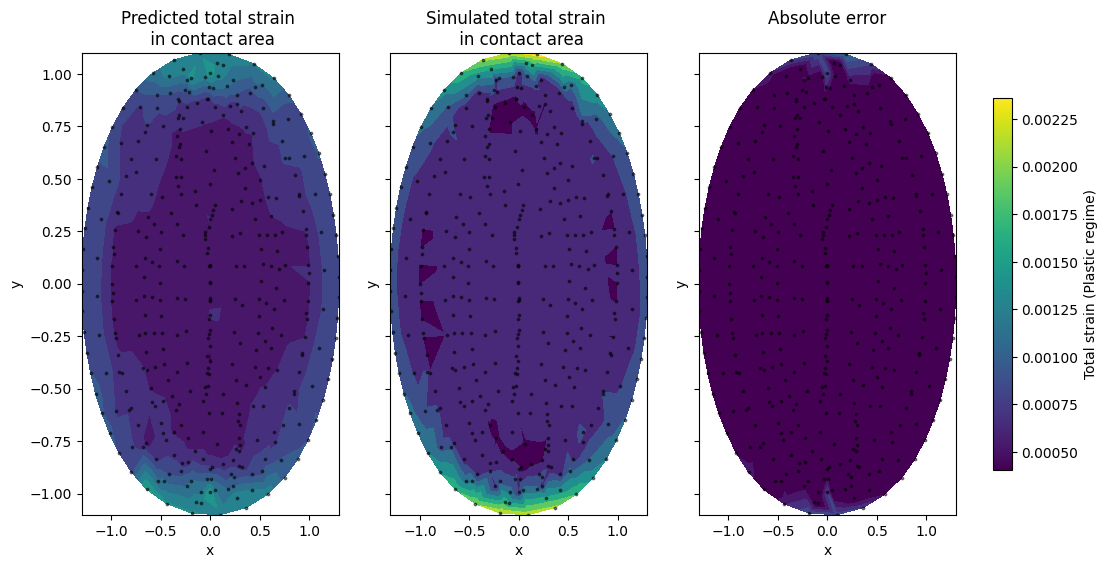 Predicted total strain
in contact area
Simulated total strain
in contact area
Absolute error
1.00
0.75
0.50
0.25
0.00
−0.25
−0.50
−0.75
−1.00
y
−1.0
−0.5
0.0
0.5
1.0
x
y
−1.0
−0.5
0.0
0.5
1.0
x
y
−1.0
−0.5
0.0
0.5
1.0
x
0.00225
0.00200
0.00175
0.00150
0.00125
0.00100
0.00075
0.00050
Total strain (Plastic regime)